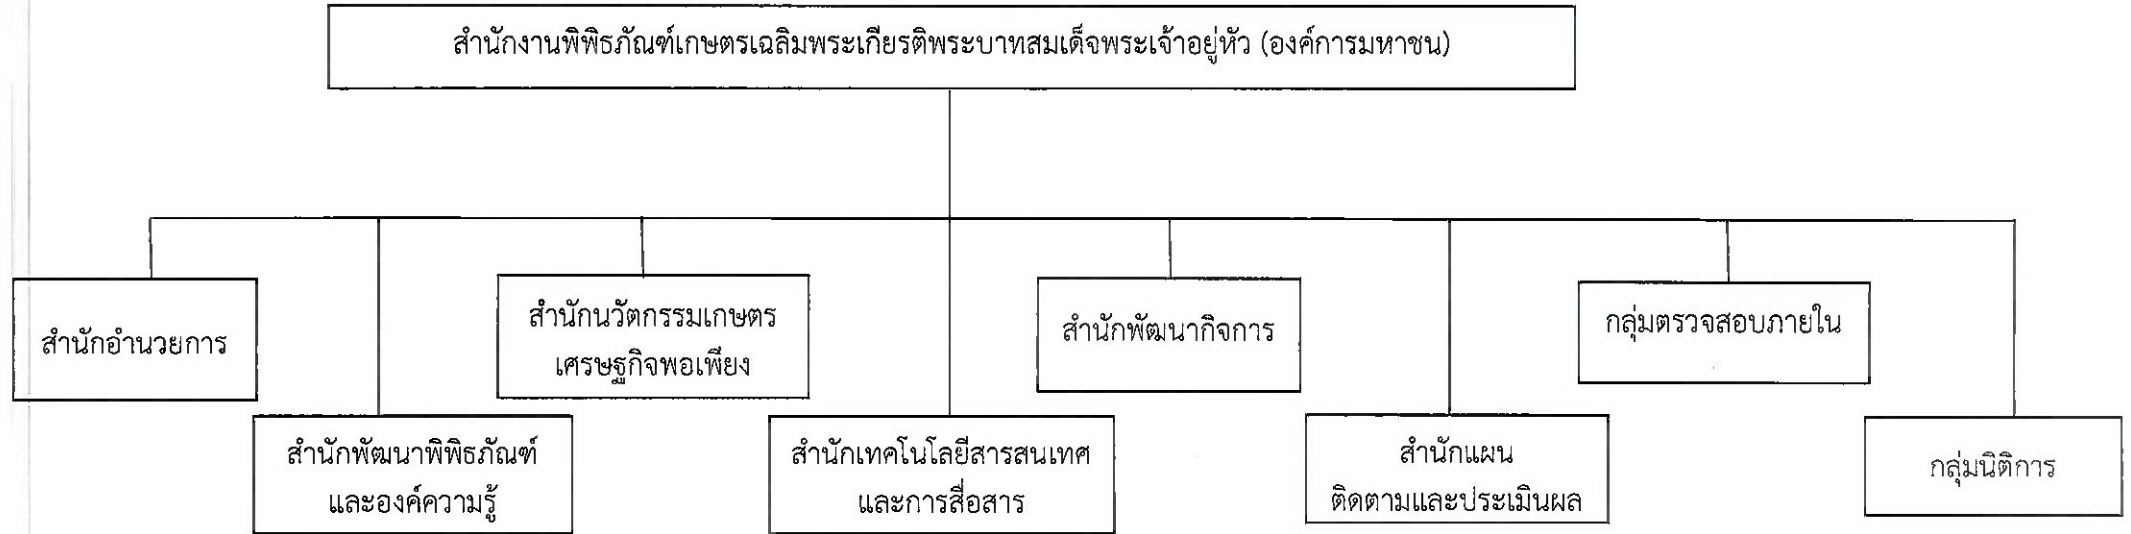 สำนักงานพิพิธภัณฑ์เกษตรเฉลิมพระเกียรติพระบาทสมเด็จพระเจ้าอยู่หัว (องค์การมหาชน)
สำนักอำนวยการ
สำนักพัฒนาพิพิธภัณฑ์
และองค์ความรู้
สำนักนวัตกรรมเกษตร
เศรษฐกิจพอเพียง
สำนักเทคโนโลยีสารสนเทศ
และการสื่อสาร
สำนักพัฒนากิจการ
สำนักแผน
ติดตามและประเมินผล
กลุ่มตรวจสอบภายใน
กลุ่มนิติการ